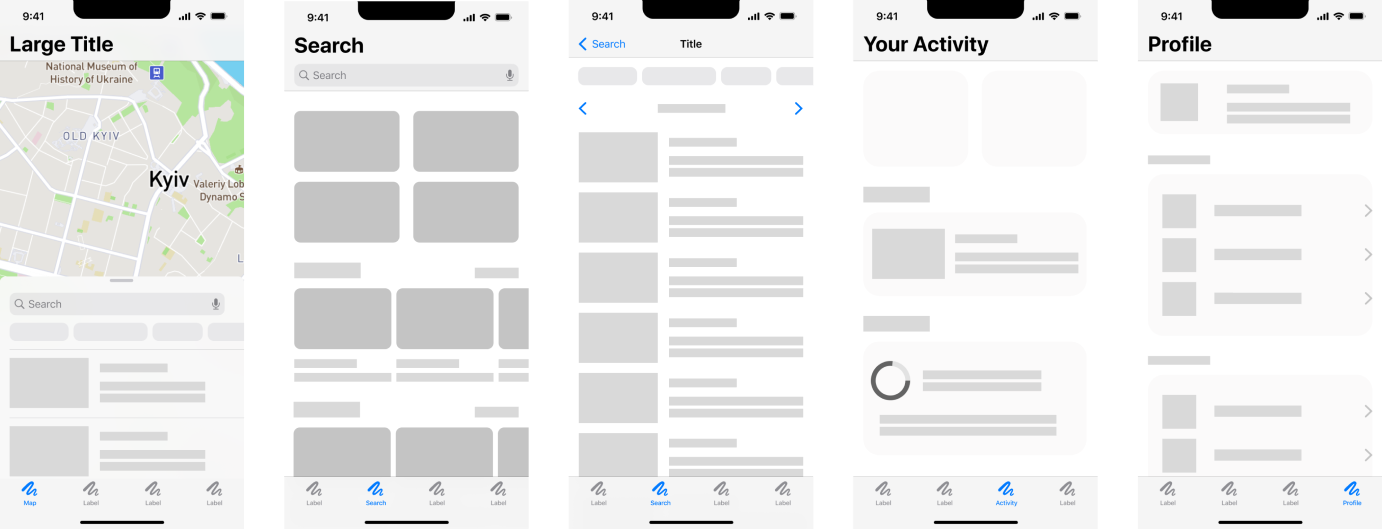 9:41
Large Title
National Museum of
History of Ukraine
OLD KYIV
Kyiv
Valeriy Lob
Dynamo S
L
Search
Map
Label
Label
Label
9:41
Search
Search
Label
Search
Label
Label
9:41
Search
Title
Label
Search
Label
Label
9:41
Your Activity
Label
Label
Activity
Label
9:41
Profile
Label
Label
Label
Profile